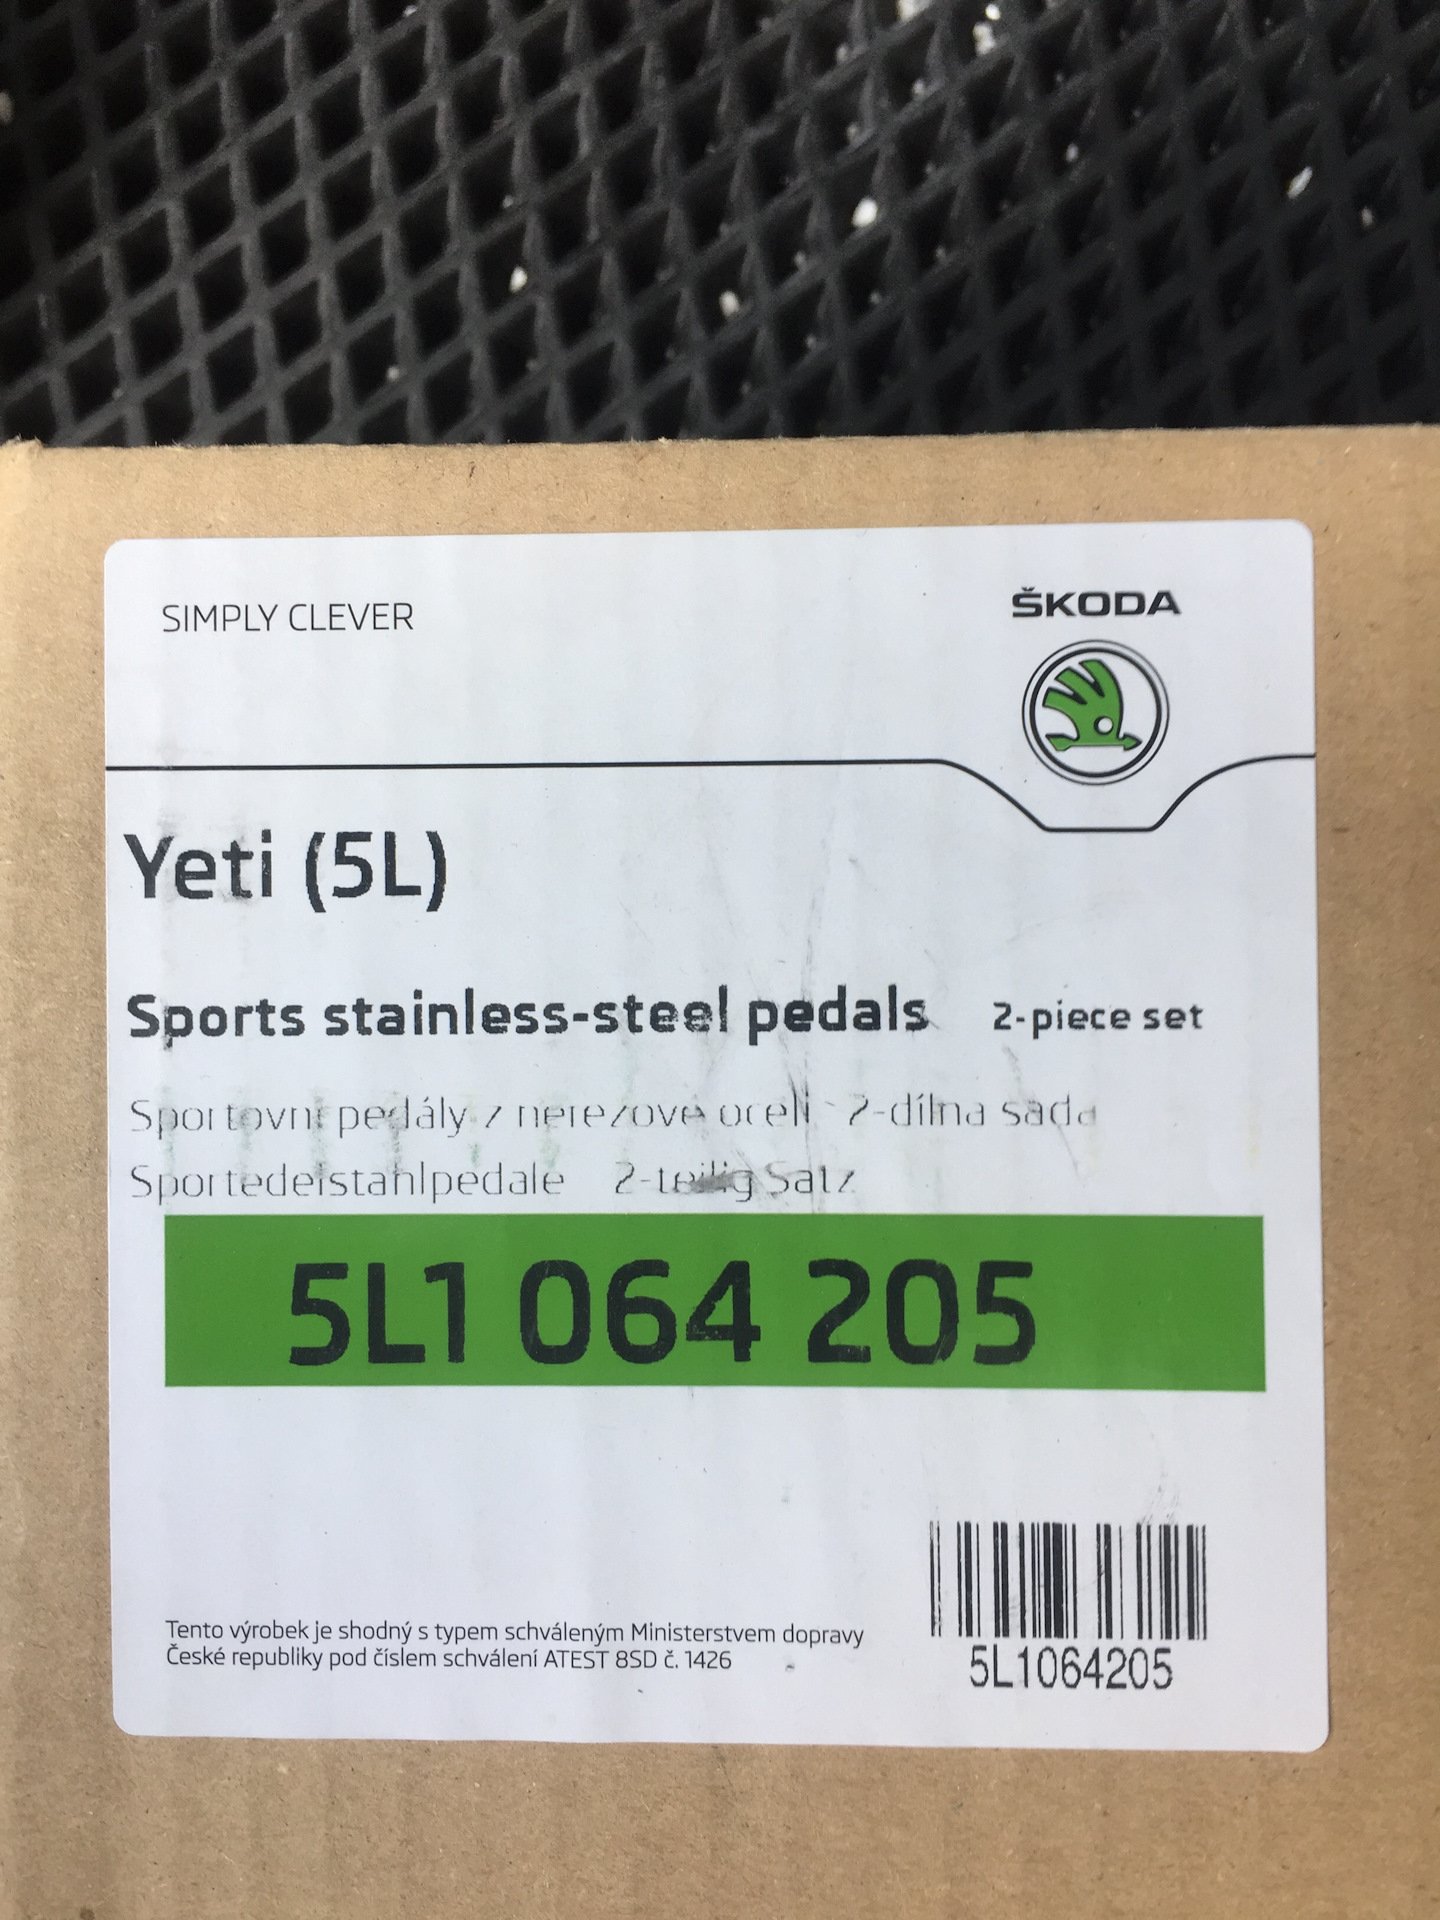 SIMPLY CLEVER
ŠKODA
Yeti (5L)
Sports stainless-steel pedals 2-piece set
Sportovní pedály z nerezové oceli - 2-dílná sada
Sportedelstahlpedale 2-teilig Satz
5L1 064 205
Tento výrobek je shodný s typem schváleným Ministerstvem dopravy
České republiky pod číslem schválení ATEST 8SD č. 1426
5L1064205